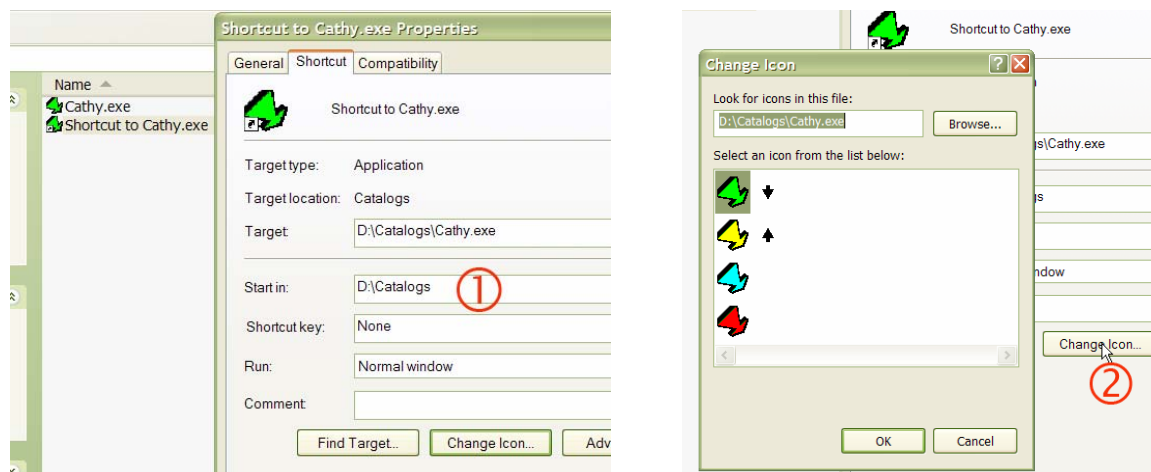 Shortcut to Cathy.exe Properties
General Shortcut Compatibility
Name
Cathy.exe
Shortcut to Cathy.exe
Shortcut to Cathy.exe
Target type: Application
Target location: Catalogs
Target: D:\Catalogs\Cathy.exe
Start in: D:\Catalogs
1
Shortcut key: None
Run: Normal window
Comment:
Find Target... Change Icon... Adv
Shortcut to Cathy.exe
Change Icon
Look for icons in this file:
D:\Catalogs\Cathy.exe Browse...
Select an icon from the list below:
s\Cathy.exe
gs
ndow
Change Icon...
2
OK Cancel